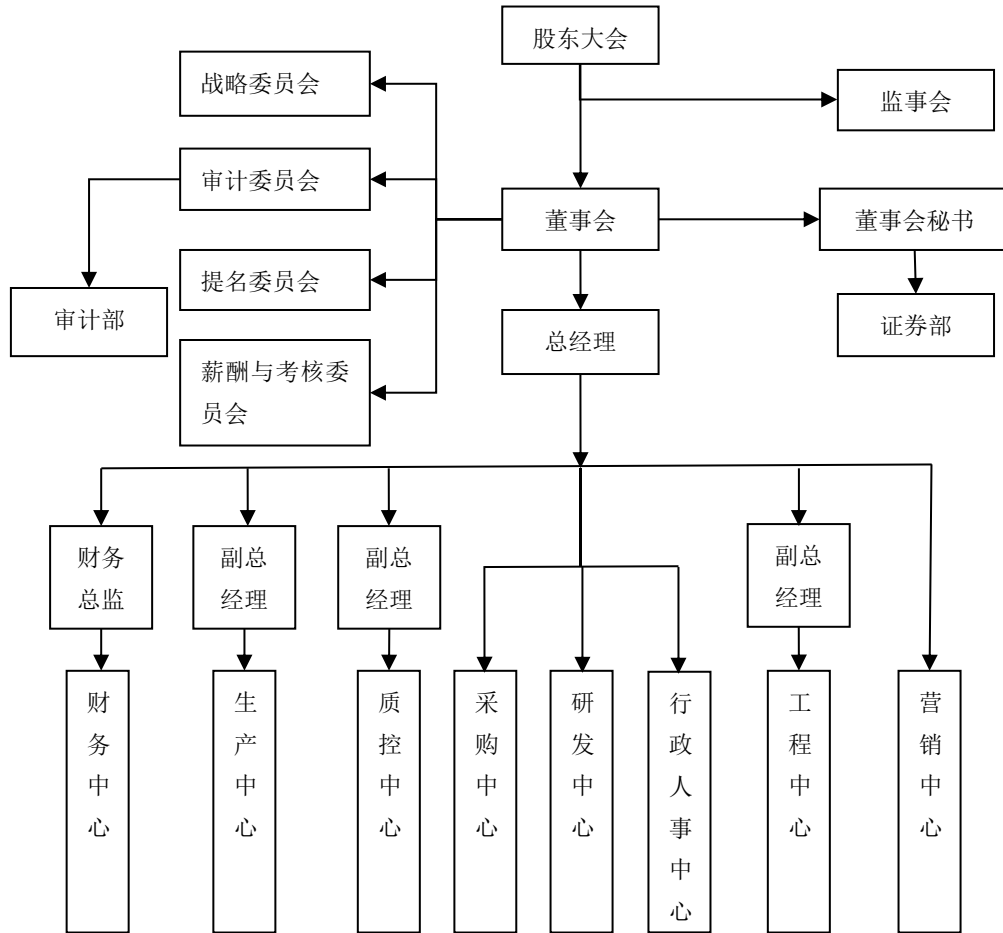 股东大会
战略委员会
监事会
审计委员会
董事会
董事会秘书
提名委员会
审计部
总经理
证券部
薪酬与考核委
员会
财务
总监
副总
经理
副总
经理
副总
经理
财务中心
生产中心
质控中心
采购中心
研发中心
行政人事中心
工程中心
营销中心